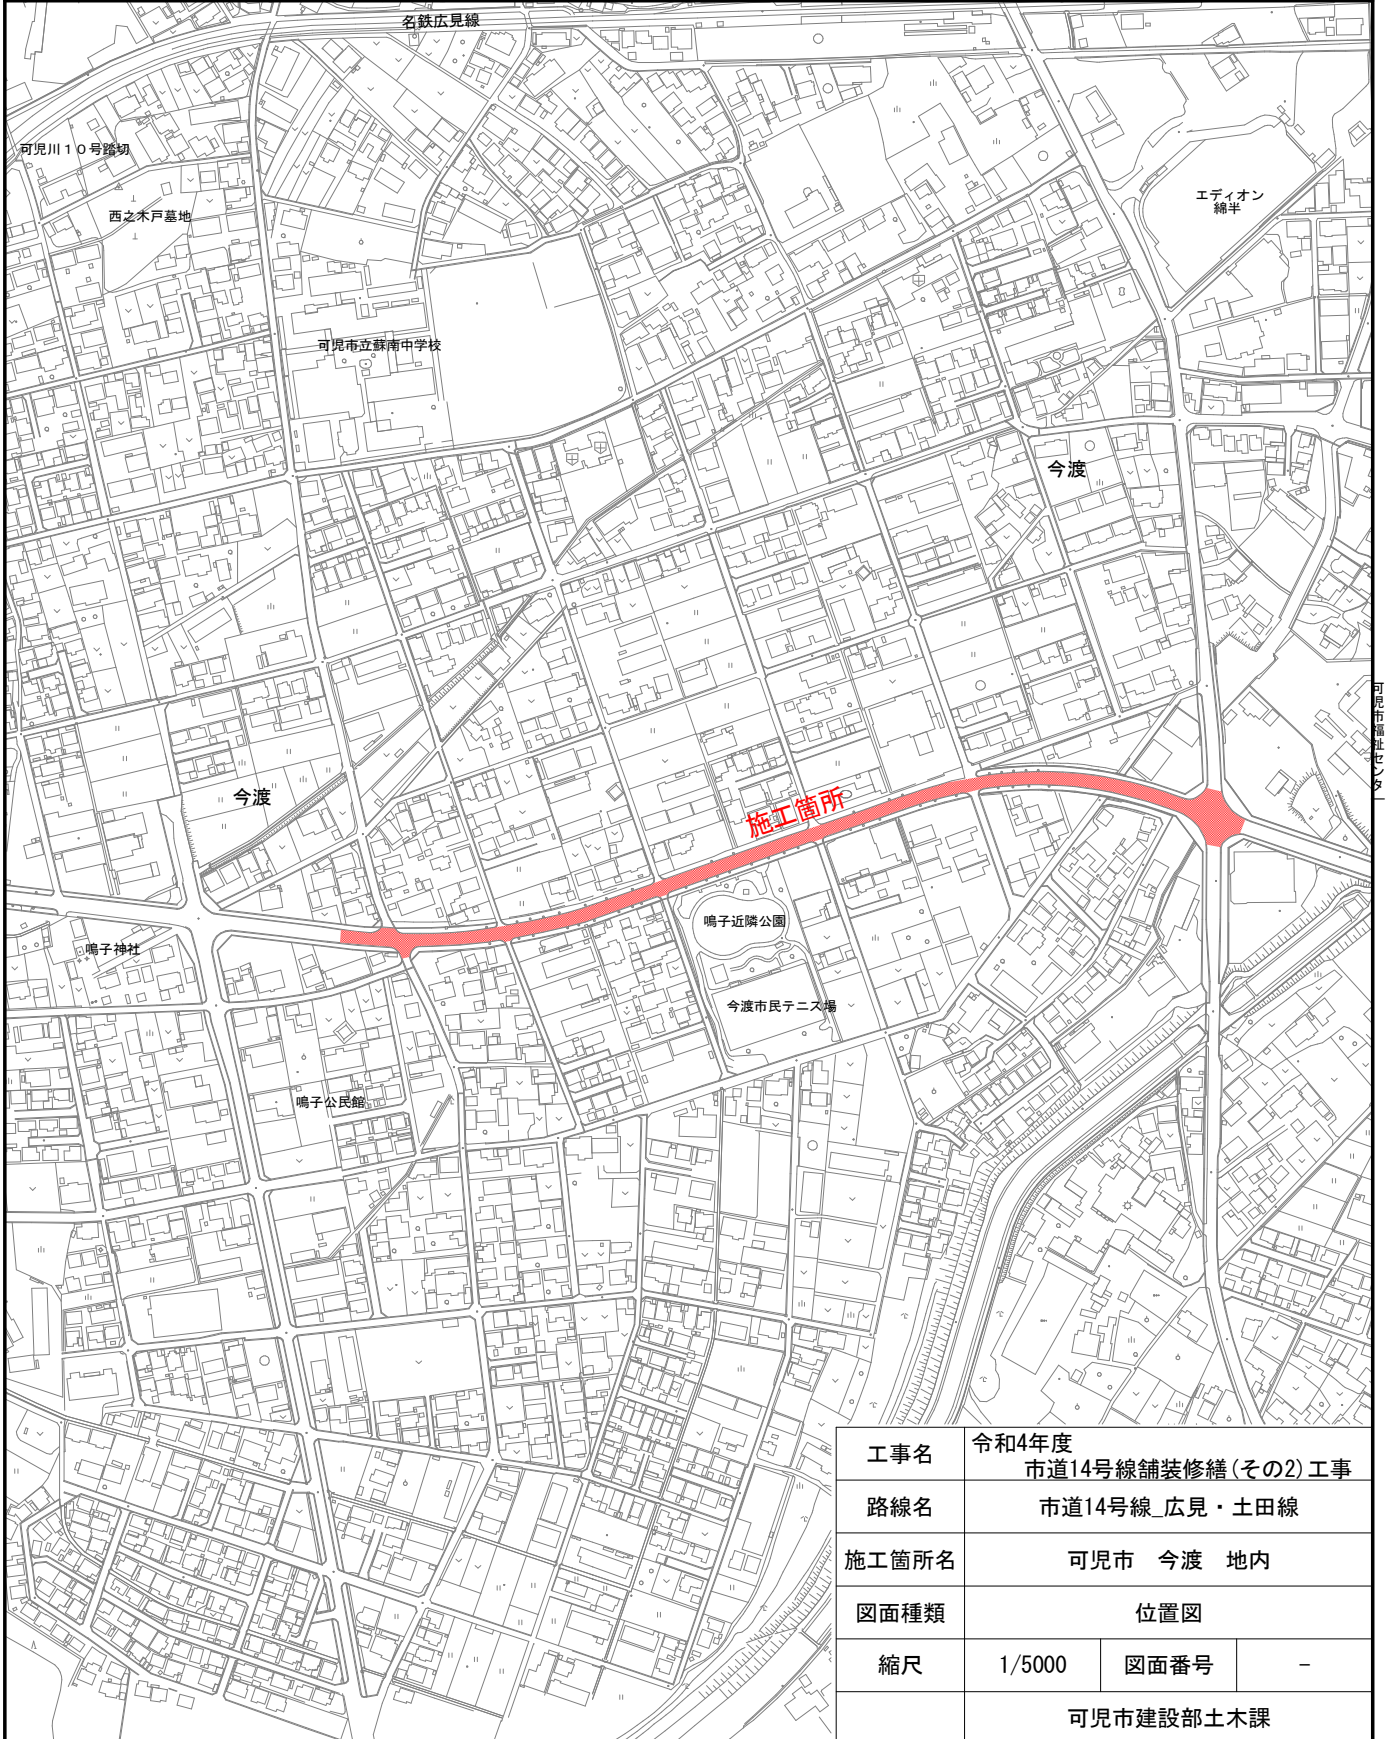 名鉄広見線
可児川１０号踏切
西之木戸墓地
エディオン
綿半
可児市立蘇南中学校
今渡
可児市福祉センター
今渡
施工箇所
鳴子近隣公園
鳴子神社
今渡市民テニス場
鳴子公民館
工事名 令和4年度
市道14号線舗装修繕(その2)工事
路線名 市道14号線_広見・土田線
施工箇所名 可児市 今渡 地内
図面種類 位置図
縮尺 1/5000 図面番号 -
可児市建設部土木課